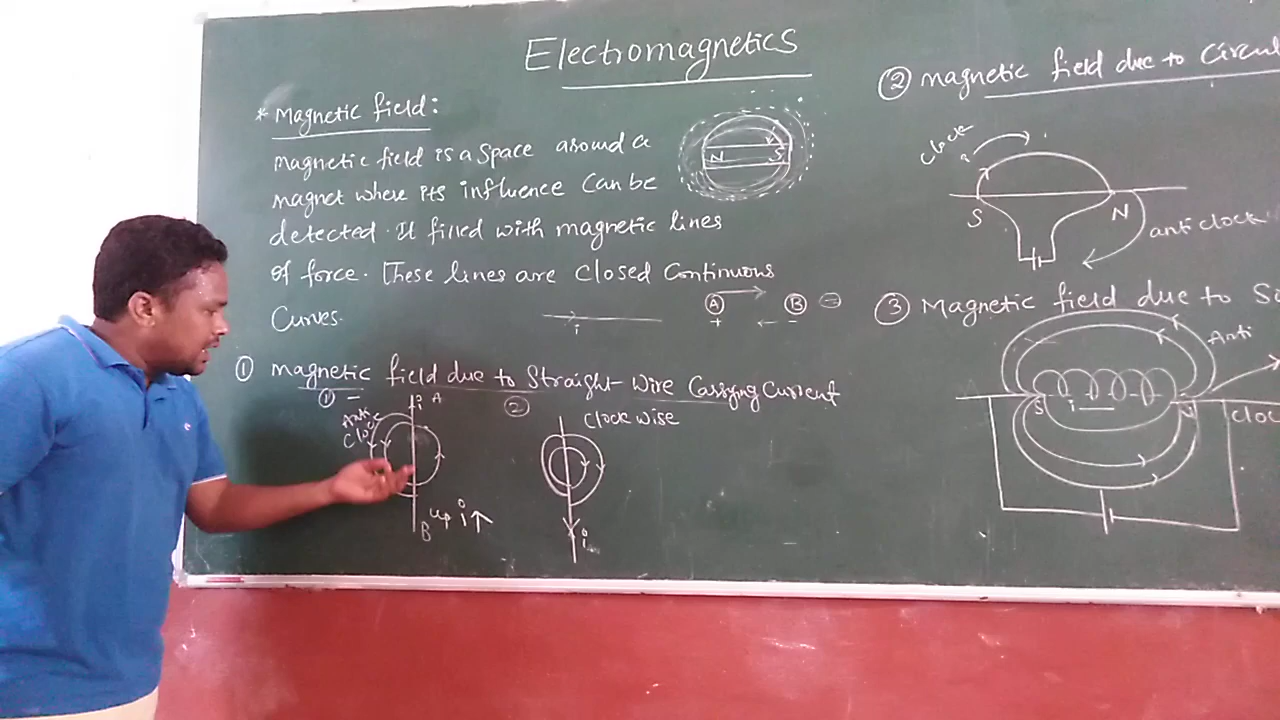 Electromagnetics
* Magnetic field:
Magnetic field is a Space around a
magnet where its influence Can be
detected. It filled with magnetic lines
of force. These lines are Closed Continuous
Curves.
N S
i
A B
+ -
① Magnetic field due to Straight-Wire Carrying Current
① -
Anti
Clock
i A
B
up i ↑
②
Clock wise
i
② Magnetic field due to Circul
Clock
a
S N
anti clock
③ Magnetic field due to
Anti
S i N
Cloc